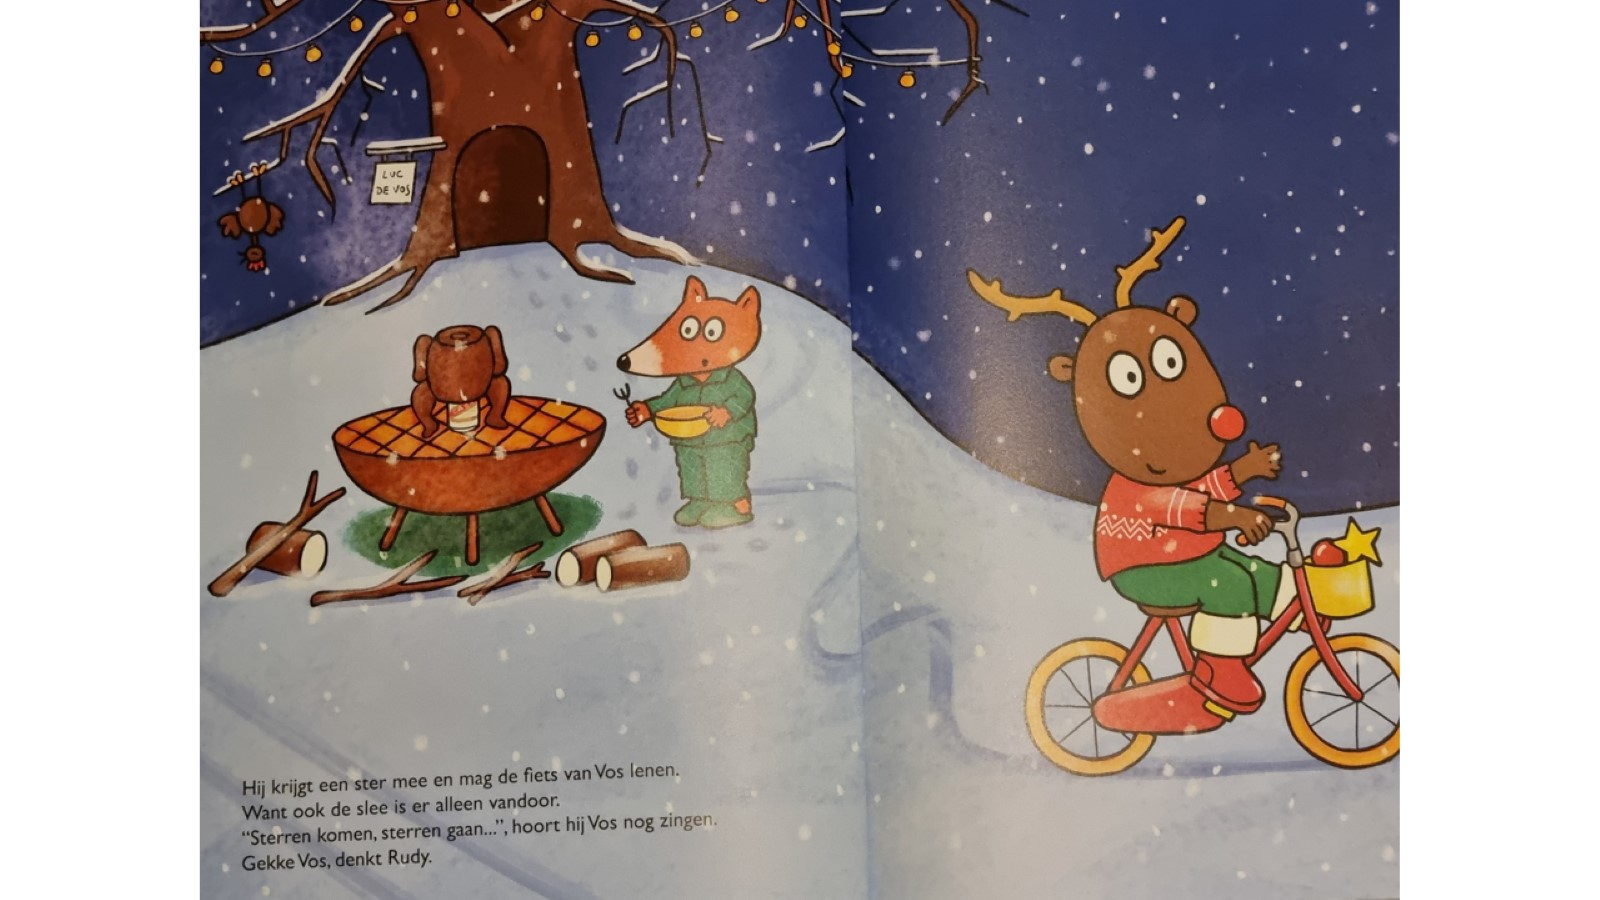 LUC
DE VOS
Hij krijgt een ster mee en mag de fiets van Vos lenen.
Want ook de slee is er alleen vandoor.
“Sterren komen, sterren gaan...”, hoort hij Vos nog zingen.
Gekke Vos, denkt Rudy.